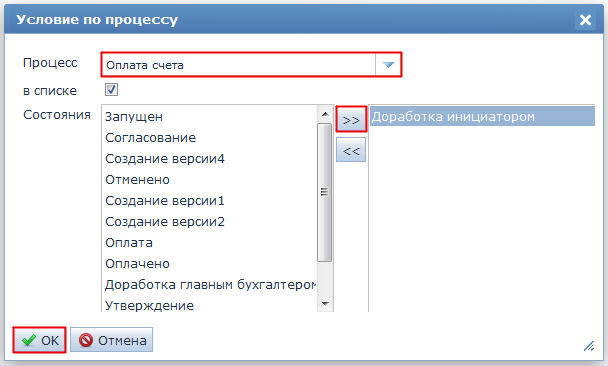 Условие по процессу
Процесс
Оплата счета
в списке
Состояния
Запущен
Согласование
Создание версии4
Отменено
Создание версии1
Создание версии2
Оплата
Оплачено
Доработка главным бухгалтером
Утверждение
>>
<<
Доработка инициатором
OK
Отмена